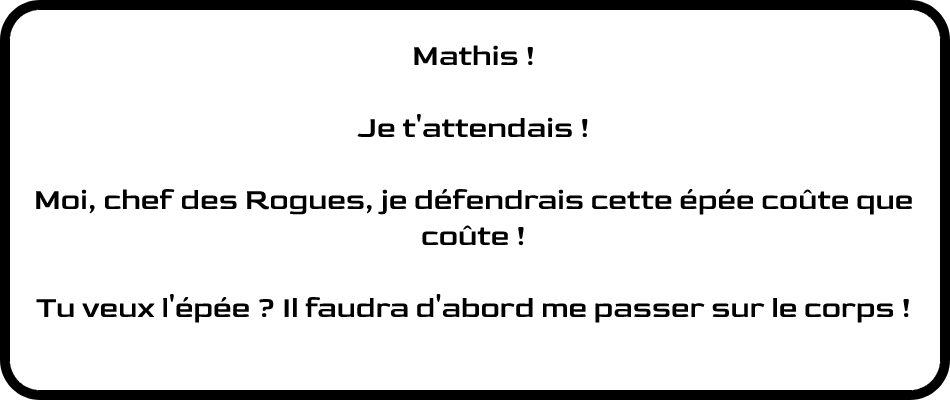 Mathis !
Je t'attendais !
Moi, chef des Rogues, je défendrais cette épée coûte que
coûte !
Tu veux l'épée ? Il faudra d'abord me passer sur le corps !